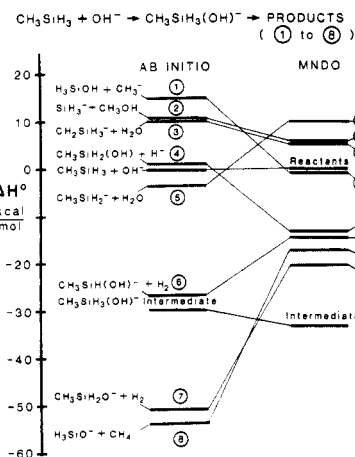 CH₃SiH₃ + OH⁻ → CH₃SiH₃(OH)⁻ → PRODUCTS
( ① to ⑧ )
AB INITIO
MNDO
20
10
0
-20
-30
-40
-50
-60
ΔH°
kcal
mol
H₃SiOH + CH₃⁻ ①
SiH₃⁻ + CH₃OH ②
CH₂SiH₃⁻ + H₂O ③
CH₃SiH₂(OH) + H⁻ ④
CH₃SiH₃ + OH⁻
CH₃SiH₂⁻ + H₂O ⑤
CH₃SiH(OH)⁻ + H₂ ⑥
CH₃SiH₃(OH)⁻ Intermediate
CH₃SiH₂O⁻ + H₂ ⑦
H₃SiO⁻ + CH₄ ⑧
Reactants
Intermediat